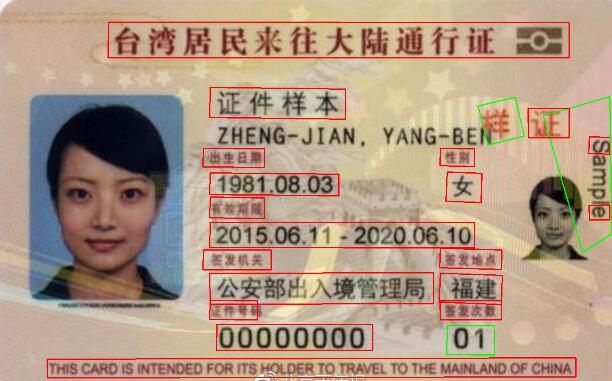 台湾居民来往大陆通行证
证件样本
样证
ZHENG-JIAN, YANG-BEN
Sample
出生日期 性别
1981.08.03 女
有效期限
2015.06.11 - 2020.06.10
签发机关 签发地点
公安部出入境管理局 福建
证件号码 签发次数
00000000 01
THIS CARD IS INTENDED FOR ITS HOLDER TO TRAVEL TO THE MAINLAND OF CHINA